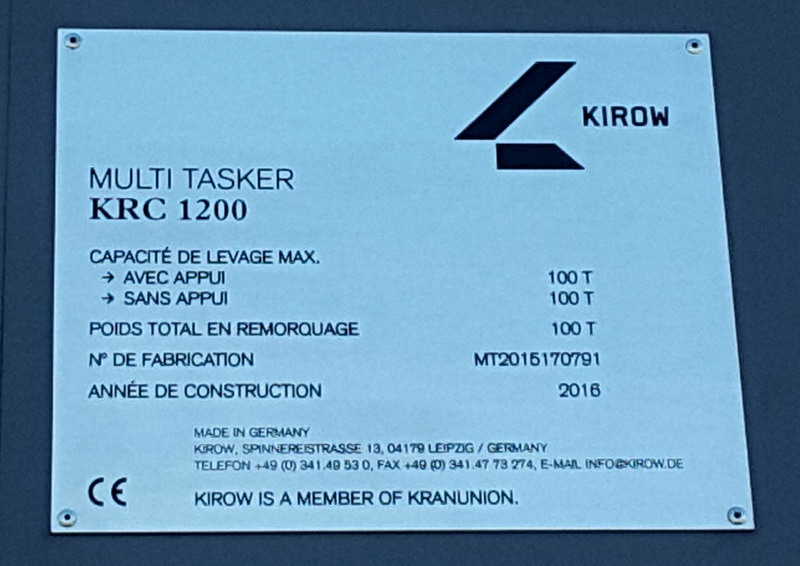 KIROW
MULTI TASKER
KRC 1200
CAPACITÉ DE LEVAGE MAX.
→ AVEC APPUI 100 T
→ SANS APPUI 100 T
POIDS TOTAL EN REMORQUAGE 100 T
N° DE FABRICATION MT2015170791
ANNÉE DE CONSTRUCTION 2016
MADE IN GERMANY
KIROW, SPINNEREISTRASSE 13, 04179 LEIPZIG / GERMANY
TELEFON +49 (0) 341.49 53 0, FAX +49 (0) 341.47 73 274, E-MAIL INFO@KIROW.DE
CE KIROW IS A MEMBER OF KRANUNION.